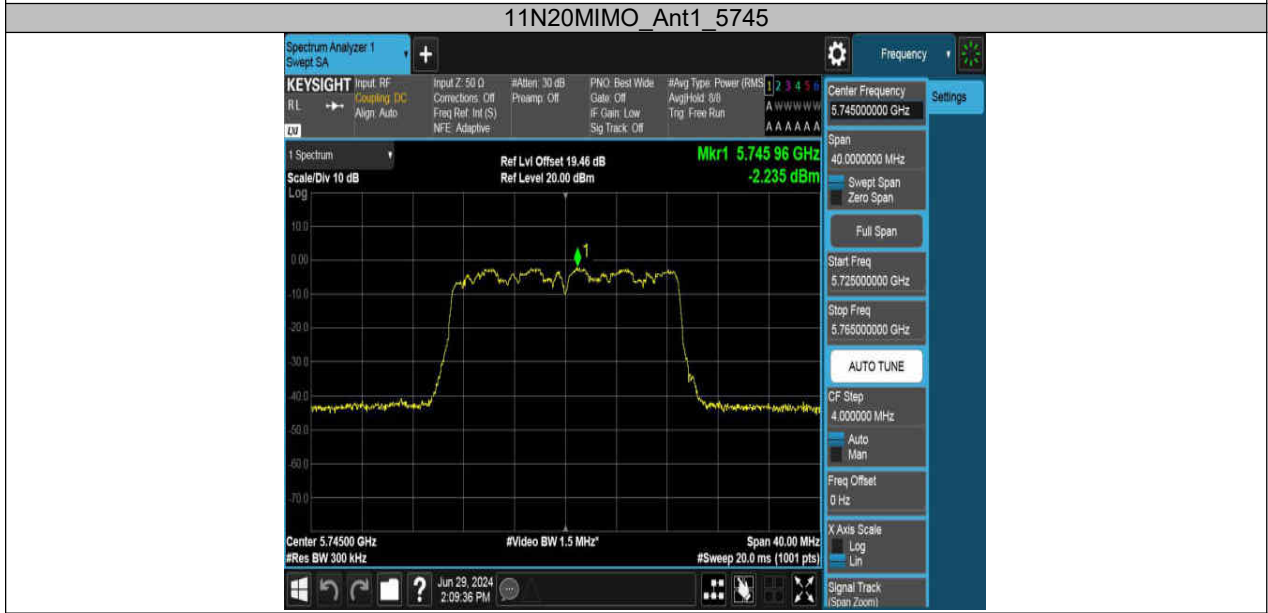 11N20MIMO_Ant1_5745
Spectrum Analyzer 1
Swept SA
+
Frequency
KEYSIGHT
RL
LXI
Input: RF
Coupling: DC
Align: Auto
Input Z: 50 Ω
Corrections: Off
Freq Ref: Int (S)
NFE: Adaptive
#Atten: 30 dB
Preamp: Off
PNO: Best Wide
Gate: Off
IF Gain: Low
Sig Track: Off
#Avg Type: Power (RMS
Avg|Hold: 8/8
Trig: Free Run
1 2 3 4 5 6
A W W W W W
A A A A A A
Center Frequency
5.745000000 GHz
Settings
1 Spectrum
Scale/Div 10 dB
Log
Ref Lvl Offset 19.46 dB
Ref Level 20.00 dBm
Mkr1 5.745 96 GHz
-2.235 dBm
10.0
0.00
-10.0
-20.0
-30.0
-40.0
-50.0
-60.0
-70.0
1
Span
40.0000000 MHz
Swept Span
Zero Span
Full Span
Start Freq
5.725000000 GHz
Stop Freq
5.765000000 GHz
AUTO TUNE
CF Step
4.000000 MHz
Auto
Man
Freq Offset
0 Hz
X Axis Scale
Log
Lin
Signal Track
(Span Zoom)
Center 5.74500 GHz
#Res BW 300 kHz
#Video BW 1.5 MHz*
Span 40.00 MHz
#Sweep 20.0 ms (1001 pts)
?
Jun 29, 2024
2:09:36 PM